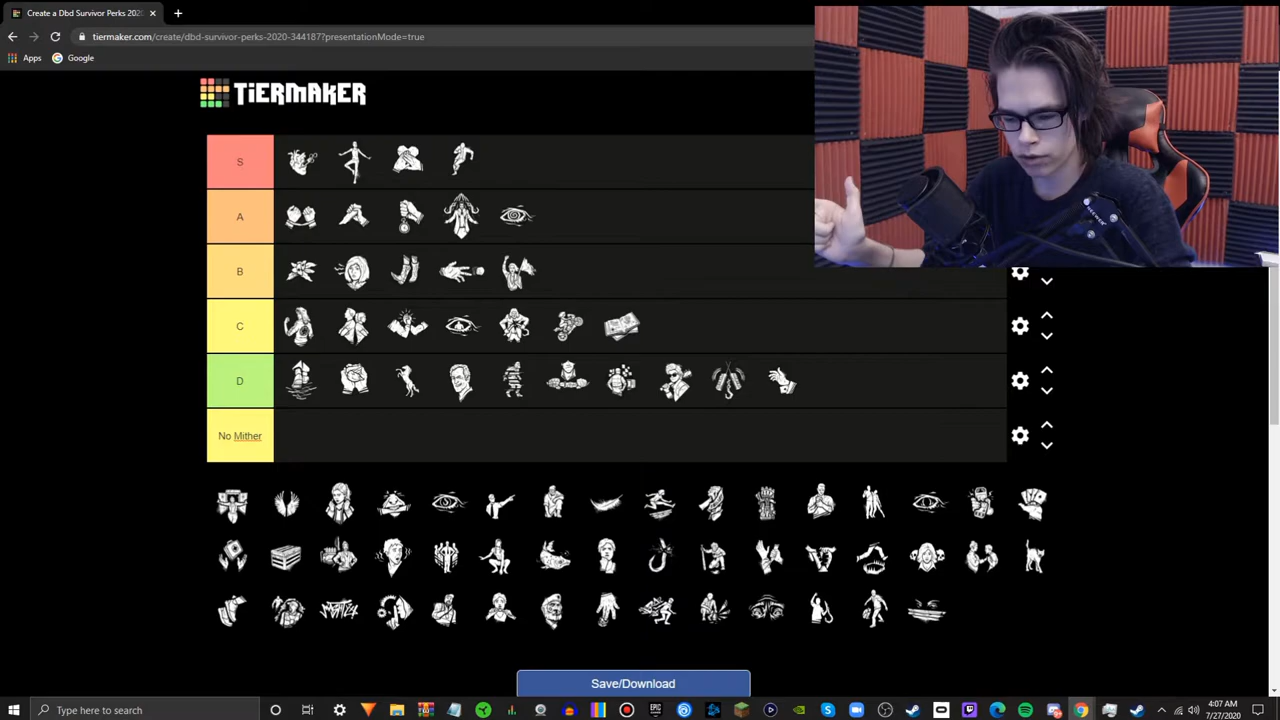 Create a Dbd Survivor Perks 2020
tiermaker.com/create/dbd-survivor-perks-2020-344187?presentationMode=true
Apps
Google
TIERMAKER
S
A
B
C
D
No Mither
Save/Download
Type here to search
4:07 AM
7/27/2020